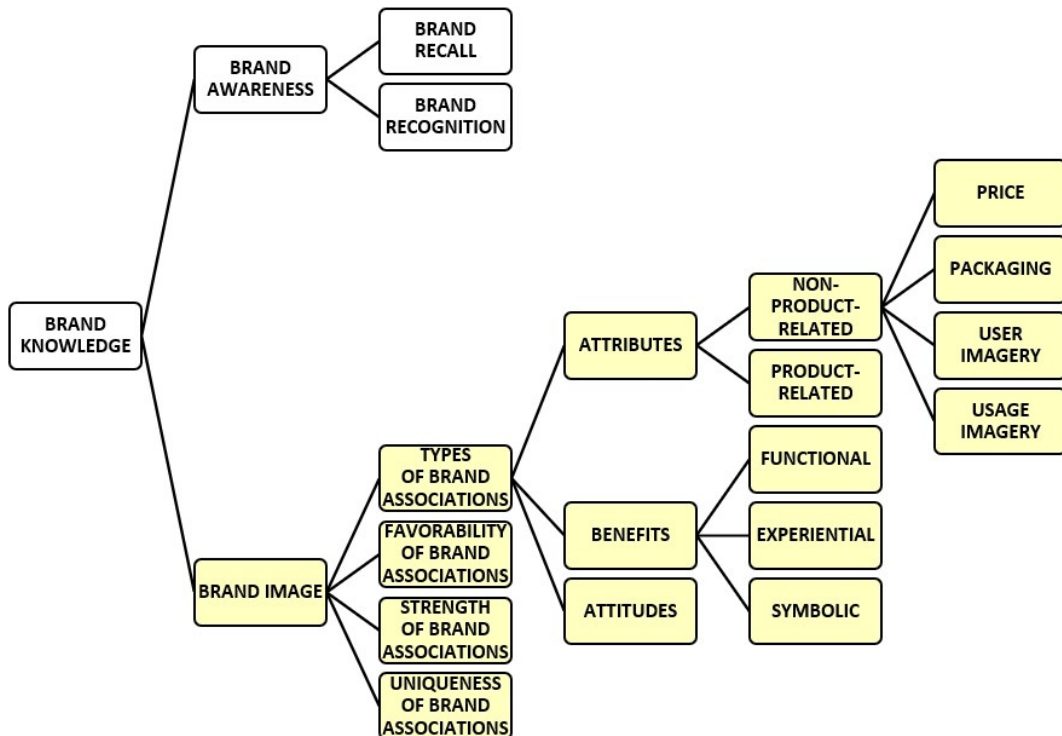 BRAND
KNOWLEDGE
BRAND
AWARENESS
BRAND
RECALL
BRAND
RECOGNITION
BRAND IMAGE
TYPES
OF BRAND
ASSOCIATIONS
FAVORABILITY
OF BRAND
ASSOCIATIONS
STRENGTH
OF BRAND
ASSOCIATIONS
UNIQUENESS
OF BRAND
ASSOCIATIONS
ATTRIBUTES
BENEFITS
ATTITUDES
NON-
PRODUCT-
RELATED
PRODUCT-
RELATED
FUNCTIONAL
EXPERIENTIAL
SYMBOLIC
PRICE
PACKAGING
USER
IMAGERY
USAGE
IMAGERY